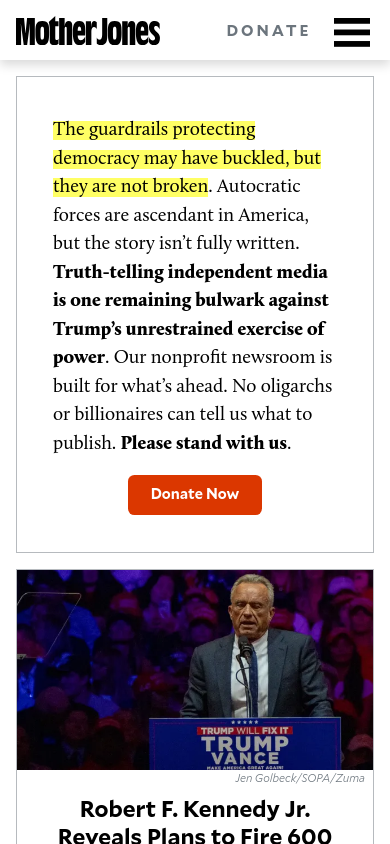 Mother Jones
DONATE
The guardrails protecting
democracy may have buckled, but
they are not broken. Autocratic
forces are ascendant in America,
but the story isn’t fully written.
Truth-telling independent media
is one remaining bulwark against
Trump’s unrestrained exercise of
power. Our nonprofit newsroom is
built for what’s ahead. No oligarchs
or billionaires can tell us what to
publish. Please stand with us.
Donate Now
TRUMP WILL FIX IT
TRUMP
VANCE
MAKE AMERICA GREAT AGAIN!
Jen Golbeck/SOPA/Zuma
Robert F. Kennedy Jr.
Reveals Plans to Fire 600